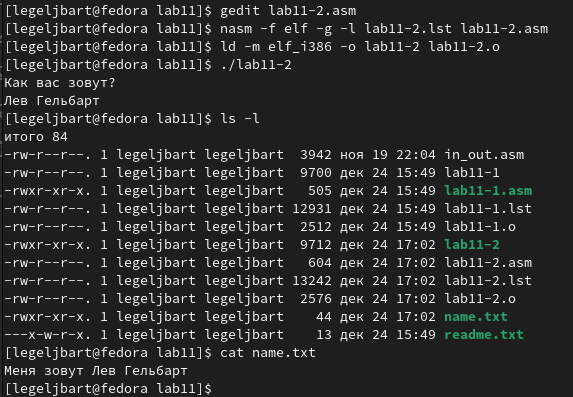 [legeljbart@fedora lab11]$ gedit lab11-2.asm
[legeljbart@fedora lab11]$ nasm -f elf -g -l lab11-2.lst lab11-2.asm
[legeljbart@fedora lab11]$ ld -m elf_i386 -o lab11-2 lab11-2.o
[legeljbart@fedora lab11]$ ./lab11-2
Как вас зовут?
Лев Гельбарт
[legeljbart@fedora lab11]$ ls -l
итого 84
-rw-r--r--. 1 legeljbart legeljbart  3942 ноя 19 22:04 in_out.asm
-rw-r--r--. 1 legeljbart legeljbart  9700 дек 24 15:49 lab11-1
-rwxr-xr-x. 1 legeljbart legeljbart   505 дек 24 15:49 lab11-1.asm
-rw-r--r--. 1 legeljbart legeljbart 12931 дек 24 15:49 lab11-1.lst
-rw-r--r--. 1 legeljbart legeljbart  2512 дек 24 15:49 lab11-1.o
-rwxr-xr-x. 1 legeljbart legeljbart  9712 дек 24 17:02 lab11-2
-rw-r--r--. 1 legeljbart legeljbart   604 дек 24 17:02 lab11-2.asm
-rw-r--r--. 1 legeljbart legeljbart 13242 дек 24 17:02 lab11-2.lst
-rw-r--r--. 1 legeljbart legeljbart  2576 дек 24 17:02 lab11-2.o
-rwxr-xr-x. 1 legeljbart legeljbart    44 дек 24 17:02 name.txt
---x-w-r-x. 1 legeljbart legeljbart    13 дек 24 15:49 readme.txt
[legeljbart@fedora lab11]$ cat name.txt
Меня зовут Лев Гельбарт
[legeljbart@fedora lab11]$